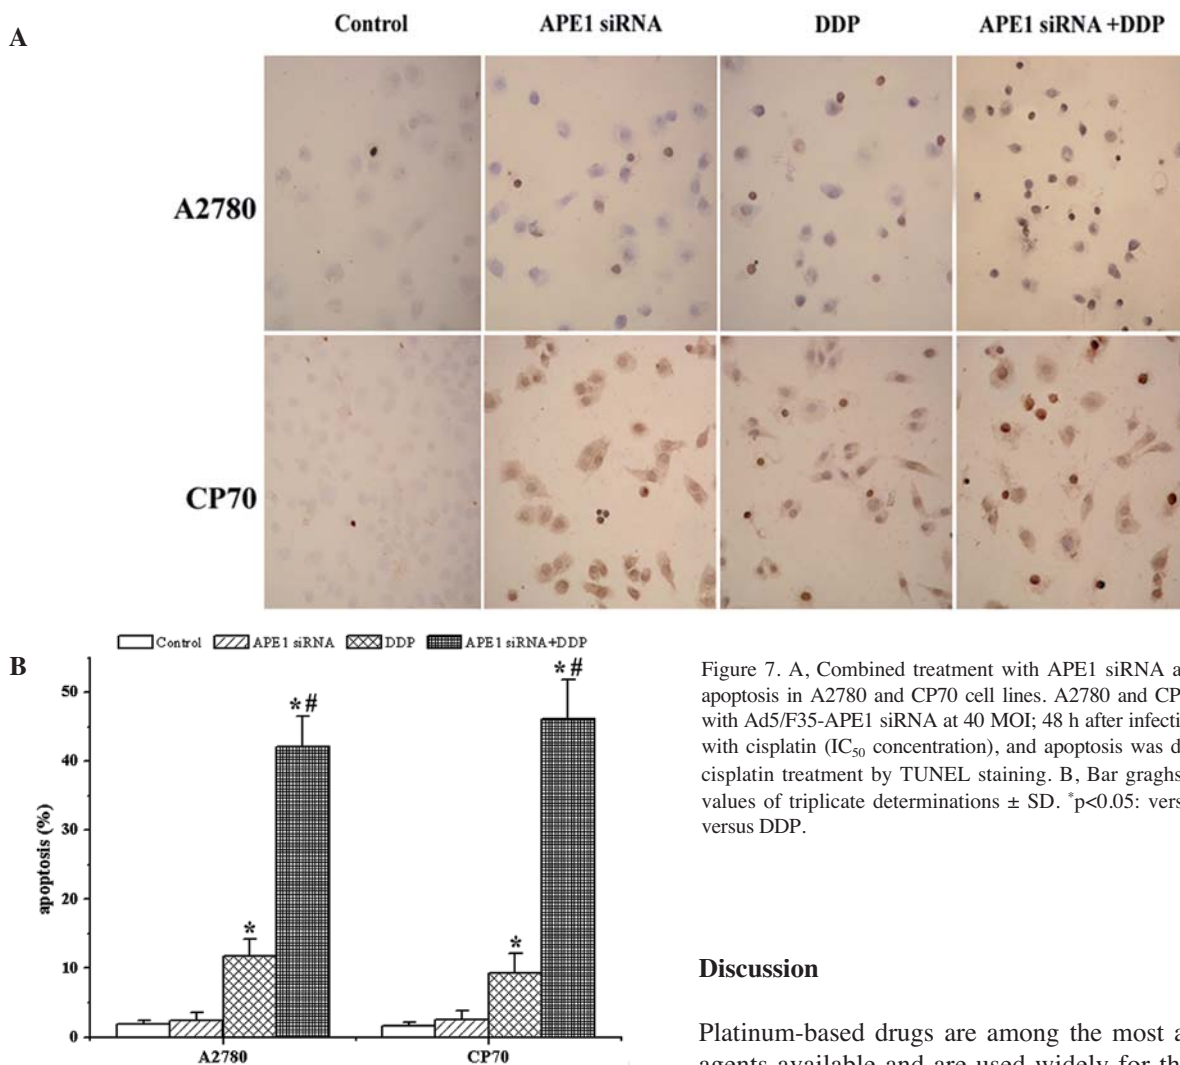 A
Control APE1 siRNA DDP APE1 siRNA +DDP
A2780
CP70
B
Control APE1 siRNA DDP APE1 siRNA+DDP
apoptosis (%)
50
40
30
20
10
0
*
*#
*
*#
A2780 CP70
Figure 7. A, Combined treatment with APE1 siRNA a
apoptosis in A2780 and CP70 cell lines. A2780 and CP
with Ad5/F35-APE1 siRNA at 40 MOI; 48 h after infecti
with cisplatin (IC50 concentration), and apoptosis was d
cisplatin treatment by TUNEL staining. B, Bar graghs
values of triplicate determinations ± SD. *p<0.05: vers
versus DDP.
Discussion
Platinum-based drugs are among the most a
agents available and are used widely for th